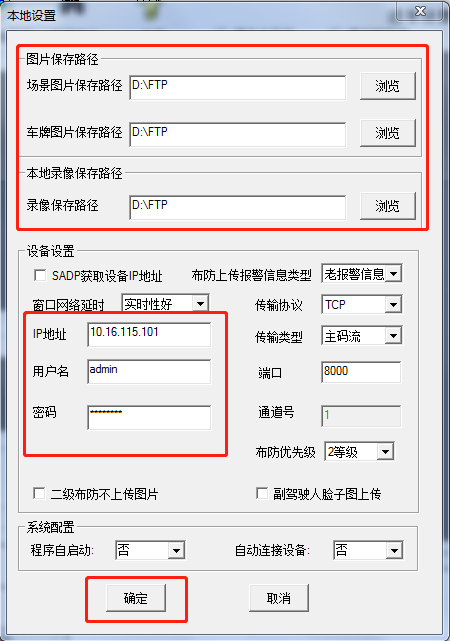 本地设置
图片保存路径
场景图片保存路径 D:\FTP 浏览
车牌图片保存路径 D:\FTP 浏览
本地录像保存路径
录像保存路径 D:\FTP 浏览
设备设置
SADP获取设备IP地址 布防上传报警信息类型 老报警信息
窗口网络延时 实时性好 传输协议 TCP
IP地址 10.16.115.101 传输类型 主码流
用户名 admin 端口 8000
密码 ******** 通道号 1
布防优先级 2等级
二级布防不上传图片 副驾驶人脸子图上传
系统配置
程序自启动: 否 自动连接设备: 否
确定 取消